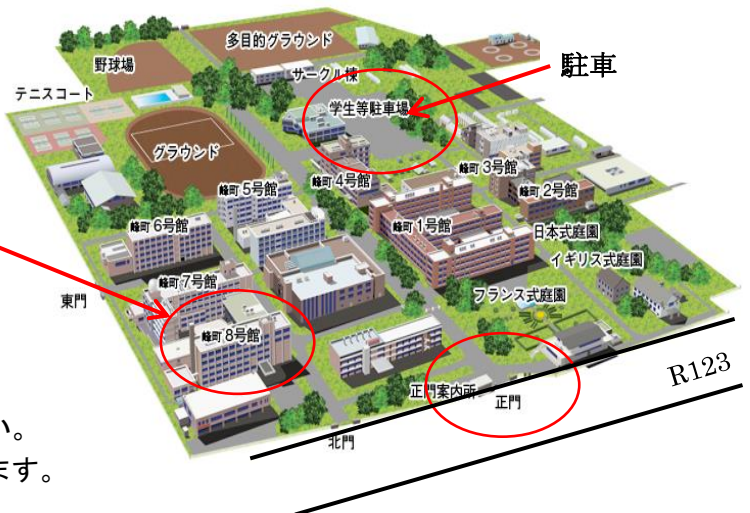 多目的グラウンド
野球場
サークル棟
駐車
テニスコート
学生等駐車場
グラウンド
峰町3号館
峰町4号館
峰町2号館
峰町5号館
峰町6号館
峰町1号館
日本式庭園
イギリス式庭園
峰町7号館
東門
フランス式庭園
峰町8号館
R123
正門案内所
正門
い。
北門
ます。